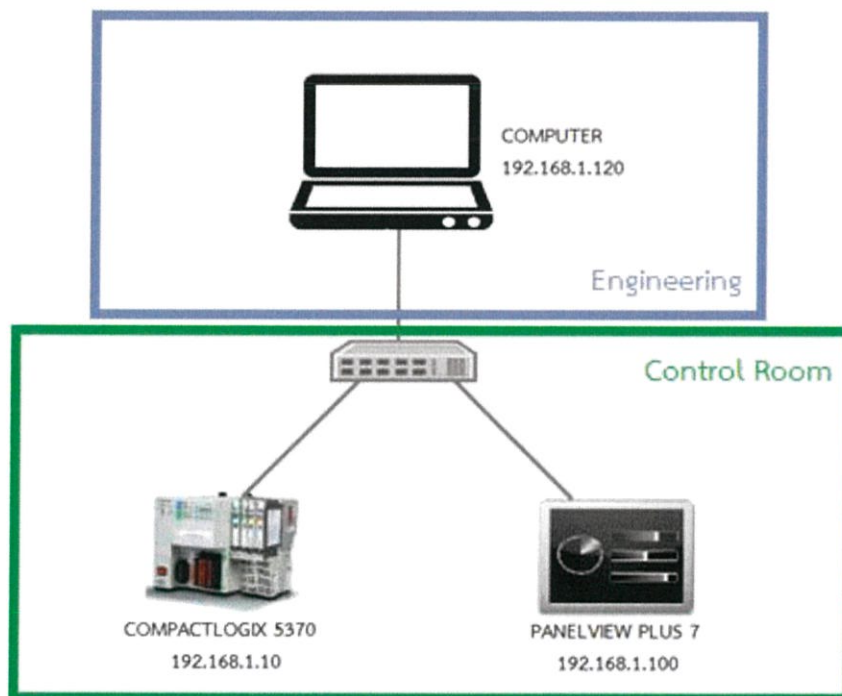 COMPUTER
192.168.1.120
Engineering
Control Room
COMPACTLOGIX 5370
192.168.1.10
PANELVIEW PLUS 7
192.168.1.100